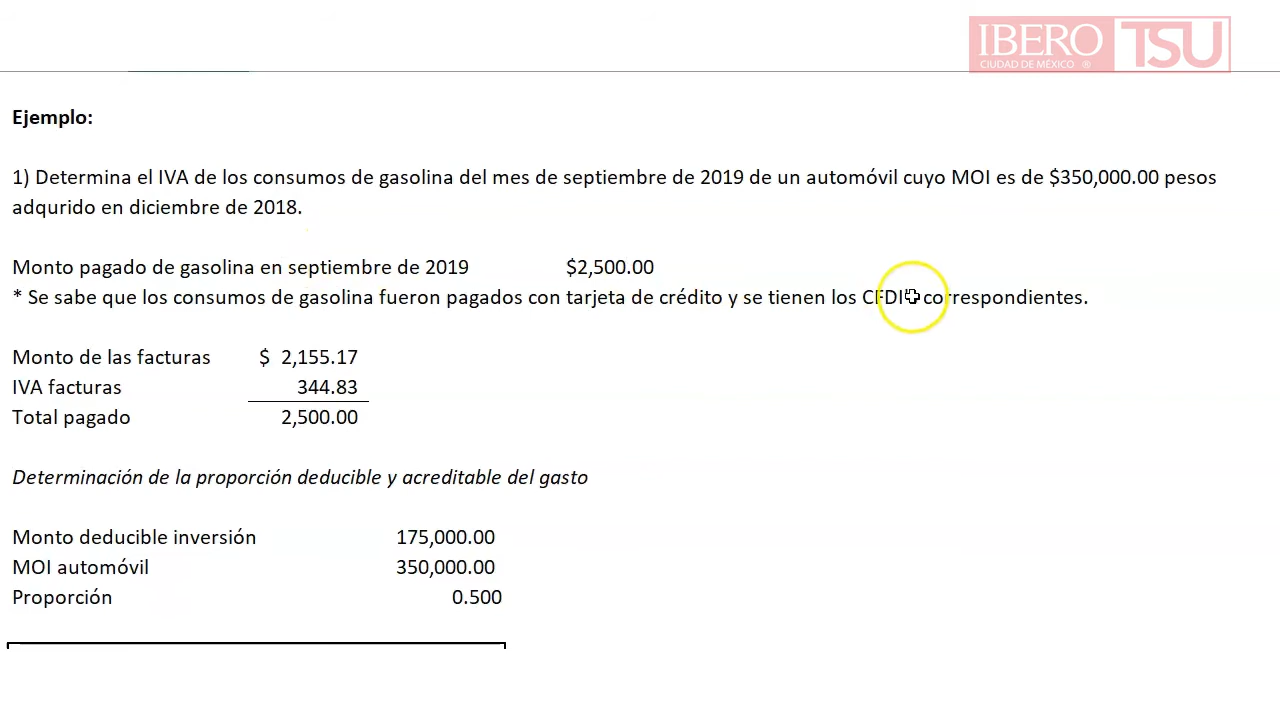 IBERO TSU
CIUDAD DE MÉXICO ®
Ejemplo:
1) Determina el IVA de los consumos de gasolina del mes de septiembre de 2019 de un automóvil cuyo MOI es de $350,000.00 pesos
adqurido en diciembre de 2018.
Monto pagado de gasolina en septiembre de 2019 $2,500.00
* Se sabe que los consumos de gasolina fueron pagados con tarjeta de crédito y se tienen los correspondientes.
Monto de las facturas $ 2,155.17
IVA facturas 344.83
Total pagado 2,500.00
Determinación de la proporción deducible y acreditable del gasto
Monto deducible inversión 175,000.00
MOI automóvil 350,000.00
Proporción 0.500